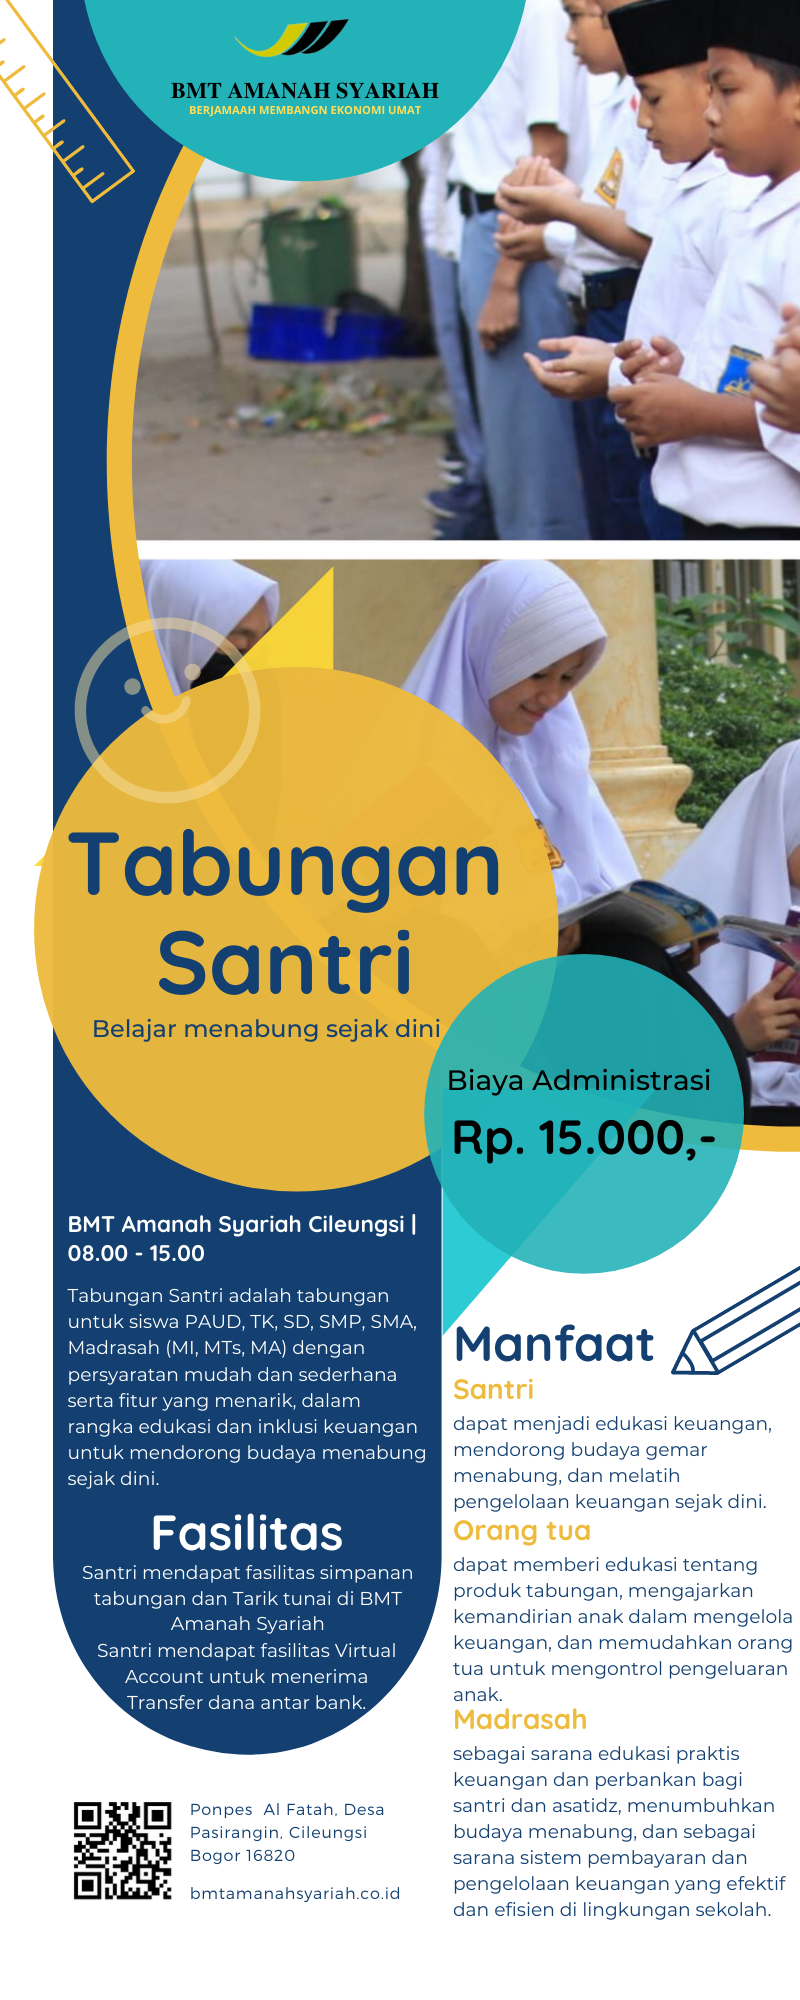 BMT AMANAH SYARIAH
BERJAMAAH MEMBANGN EKONOMI UMAT
Tabungan
Santri
Belajar menabung sejak dini
Biaya Administrasi
Rp. 15.000,-
BMT Amanah Syariah Cileungsi |
08.00 - 15.00
Tabungan Santri adalah tabungan
untuk siswa PAUD, TK, SD, SMP, SMA,
Madrasah (MI, MTs, MA) dengan
persyaratan mudah dan sederhana
serta fitur yang menarik, dalam
rangka edukasi dan inklusi keuangan
untuk mendorong budaya menabung
sejak dini.
Fasilitas
Santri mendapat fasilitas simpanan
tabungan dan Tarik tunai di BMT
Amanah Syariah
Santri mendapat fasilitas Virtual
Account untuk menerima
Transfer dana antar bank.
Manfaat
Santri
dapat menjadi edukasi keuangan,
mendorong budaya gemar
menabung, dan melatih
pengelolaan keuangan sejak dini.
Orang tua
dapat memberi edukasi tentang
produk tabungan, mengajarkan
kemandirian anak dalam mengelola
keuangan, dan memudahkan orang
tua untuk mengontrol pengeluaran
anak.
Madrasah
sebagai sarana edukasi praktis
keuangan dan perbankan bagi
santri dan asatidz, menumbuhkan
budaya menabung, dan sebagai
sarana sistem pembayaran dan
pengelolaan keuangan yang efektif
dan efisien di lingkungan sekolah.
Ponpes Al Fatah, Desa
Pasirangin, Cileungsi
Bogor 16820
bmtamanahsyariah.co.id